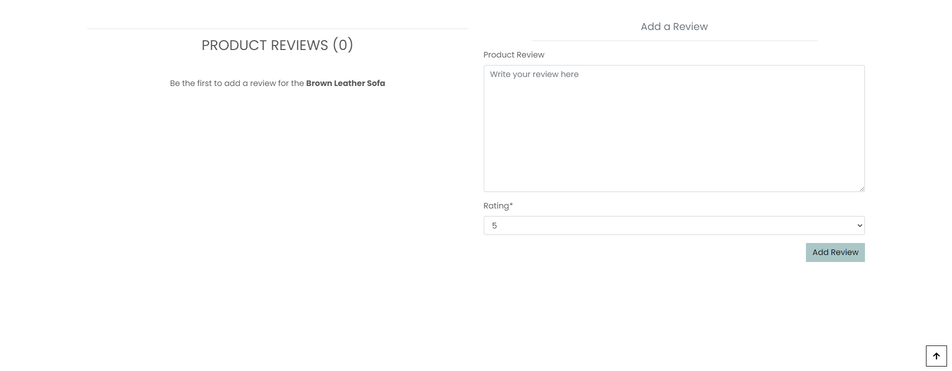 PRODUCT REVIEWS (0)
Be the first to add a review for the Brown Leather Sofa
Add a Review
Product Review
Write your review here
Rating*
5
Add Review